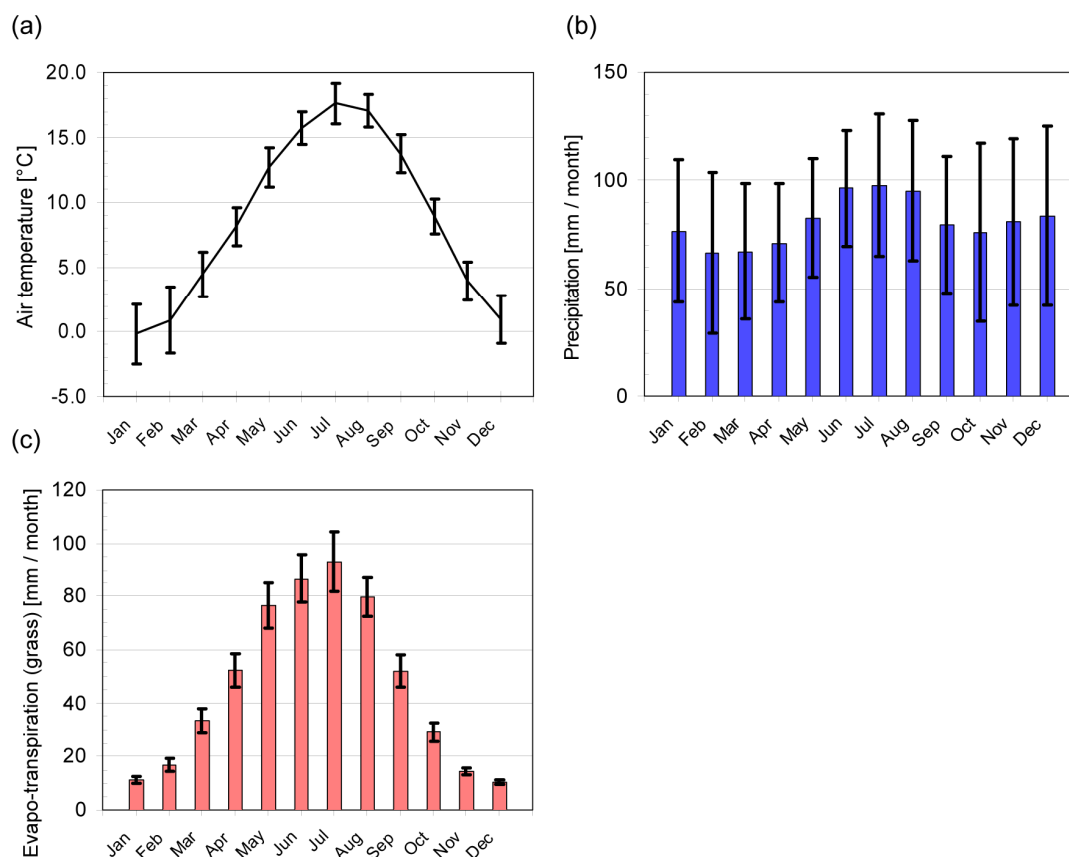 (a)
Air temperature [°C]
20.0
15.0
10.0
5.0
0.0
-5.0
Jan
Feb
Mar
Apr
May
Jun
Jul
Aug
Sep
Oct
Nov
Dec
(b)
Precipitation [mm / month]
150
100
50
0
Jan
Feb
Mar
Apr
May
Jun
Jul
Aug
Sep
Oct
Nov
Dec
(c)
Evapo-transpiration (grass) [mm / month]
120
100
80
60
40
20
0
Jan
Feb
Mar
Apr
May
Jun
Jul
Aug
Sep
Oct
Nov
Dec